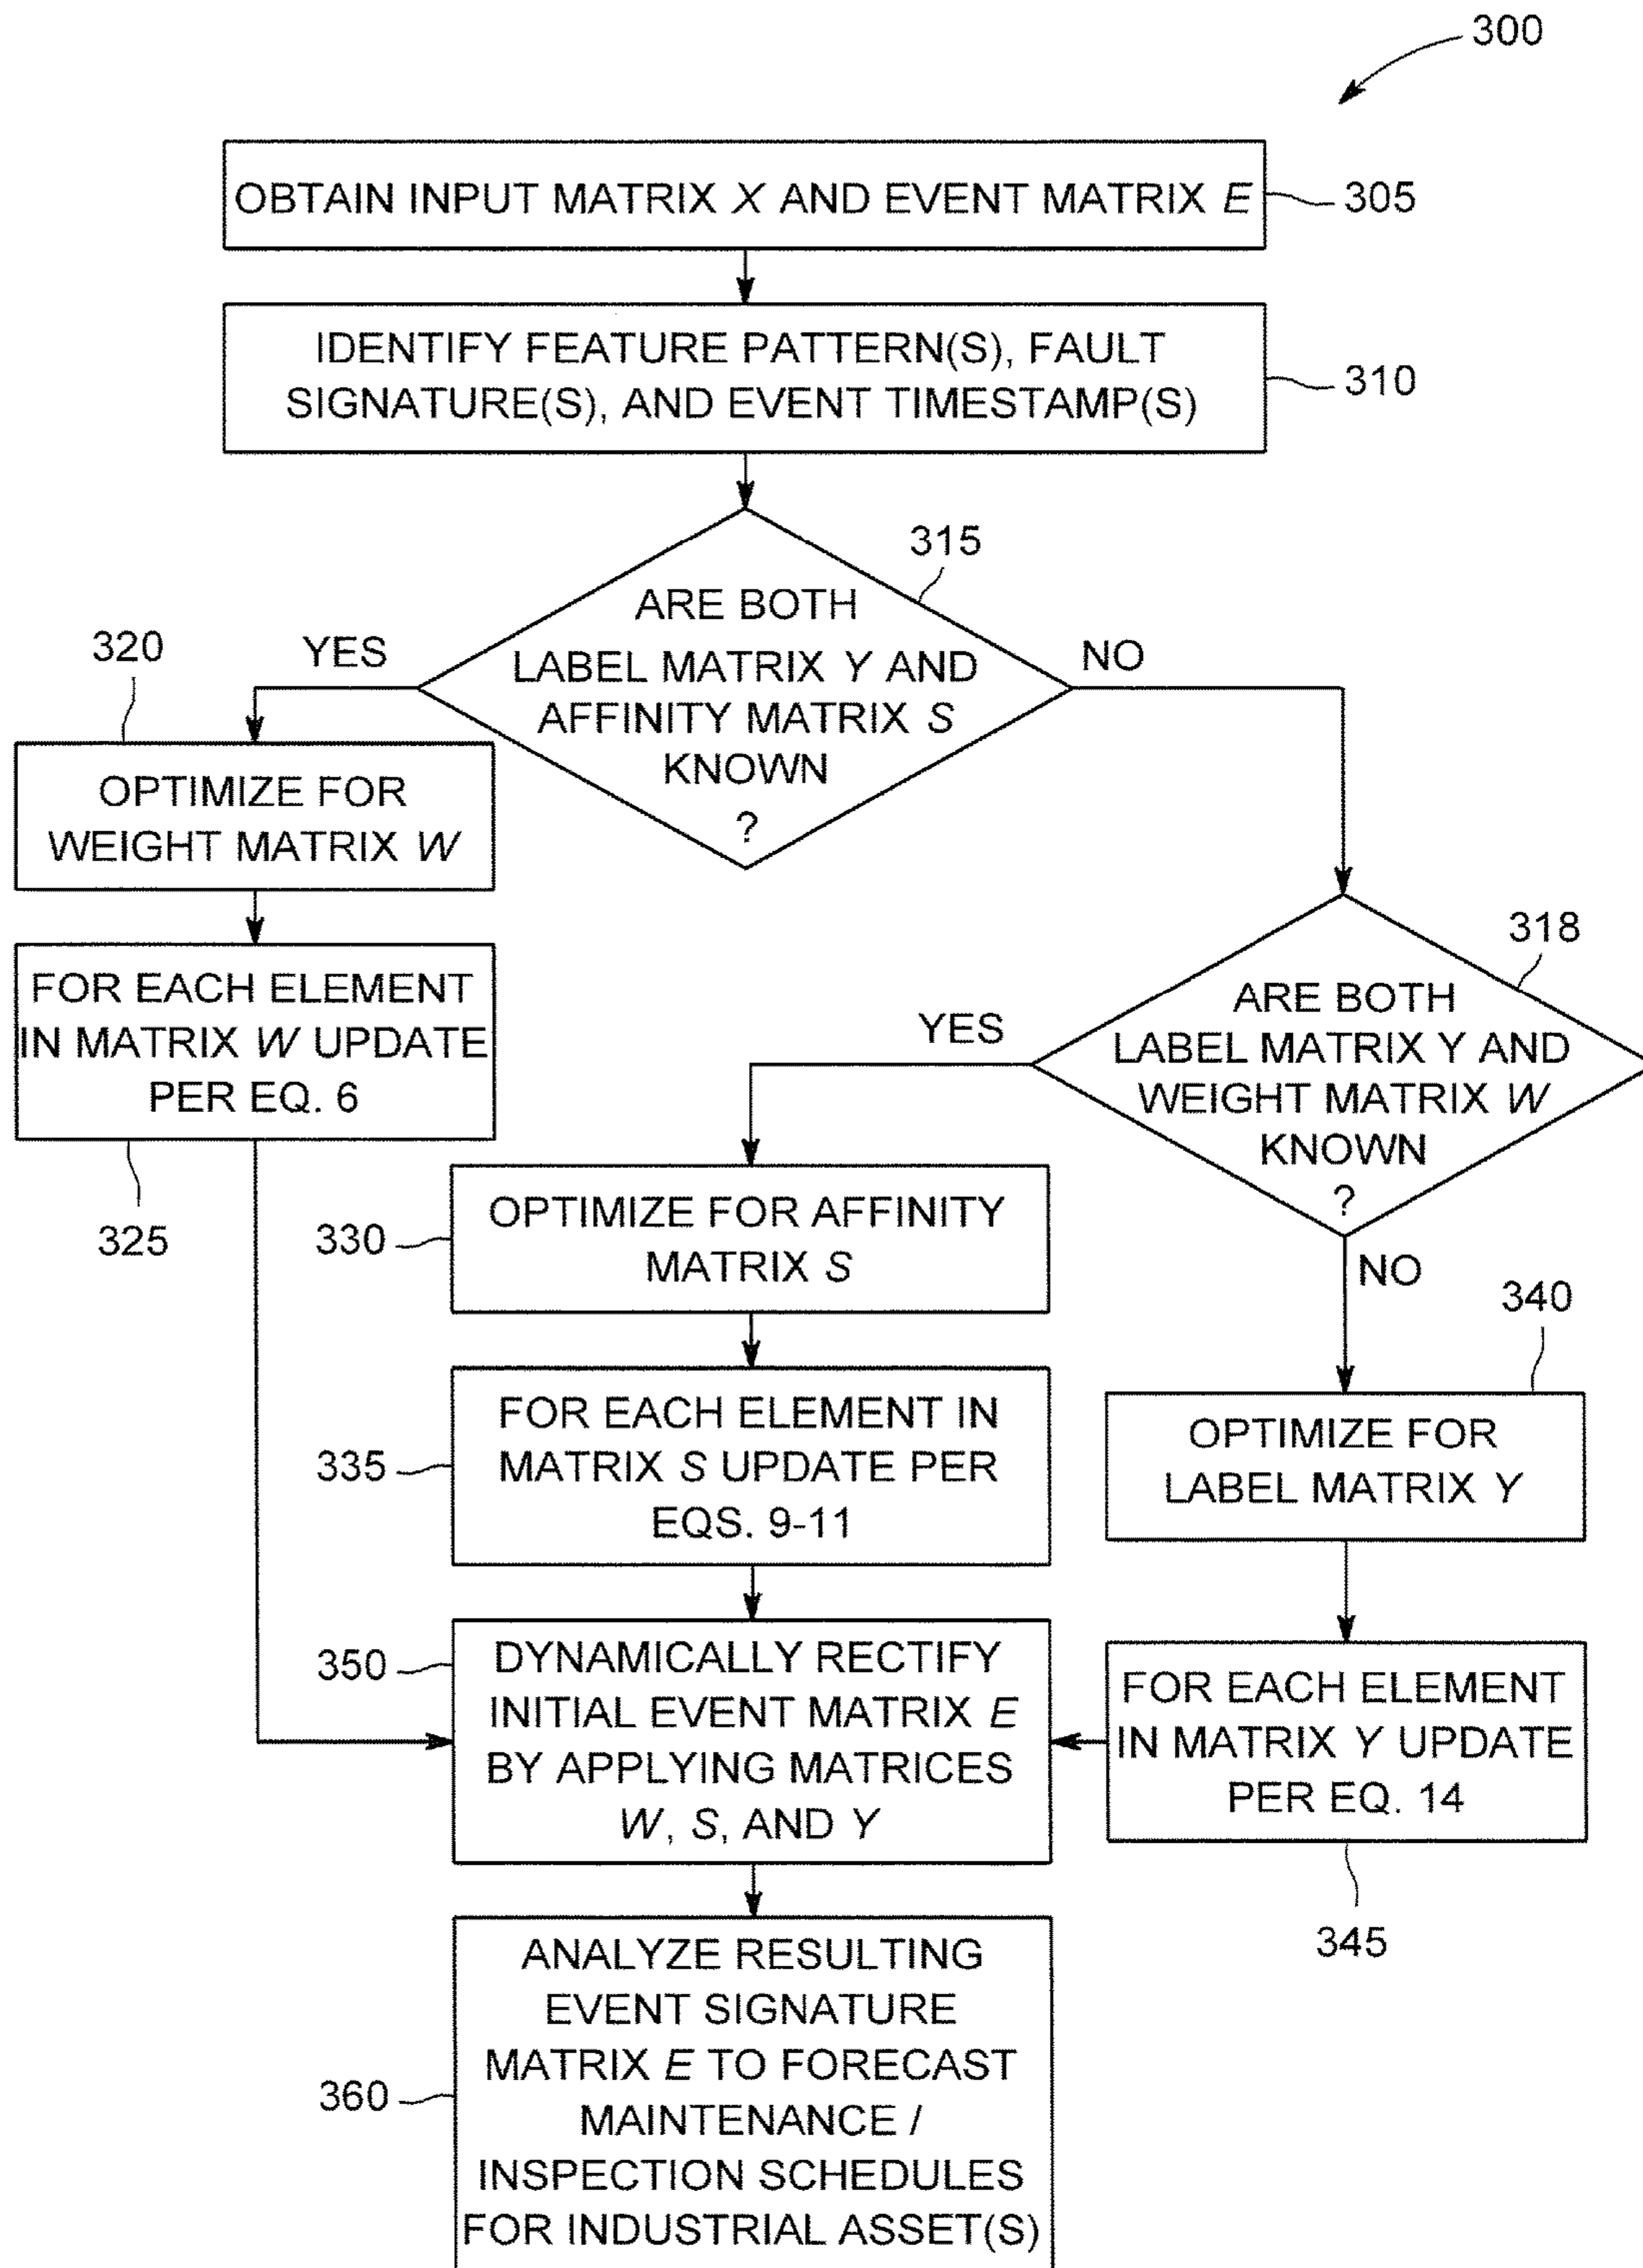 300
OBTAIN INPUT MATRIX X AND EVENT MATRIX E
305
IDENTIFY FEATURE PATTERN(S), FAULT
SIGNATURE(S), AND EVENT TIMESTAMP(S)
310
315
ARE BOTH
LABEL MATRIX Y AND
AFFINITY MATRIX S
KNOWN
?
YES
NO
320
OPTIMIZE FOR
WEIGHT MATRIX W
FOR EACH ELEMENT
IN MATRIX W UPDATE
PER EQ. 6
325
318
ARE BOTH
LABEL MATRIX Y AND
WEIGHT MATRIX W
KNOWN
?
YES
NO
330
OPTIMIZE FOR AFFINITY
MATRIX S
335
FOR EACH ELEMENT IN
MATRIX S UPDATE PER
EQS. 9-11
340
OPTIMIZE FOR
LABEL MATRIX Y
FOR EACH ELEMENT
IN MATRIX Y UPDATE
PER EQ. 14
345
350
DYNAMICALLY RECTIFY
INITIAL EVENT MATRIX E
BY APPLYING MATRICES
W, S, AND Y
360
ANALYZE RESULTING
EVENT SIGNATURE
MATRIX E TO FORECAST
MAINTENANCE /
INSPECTION SCHEDULES
FOR INDUSTRIAL ASSET(S)